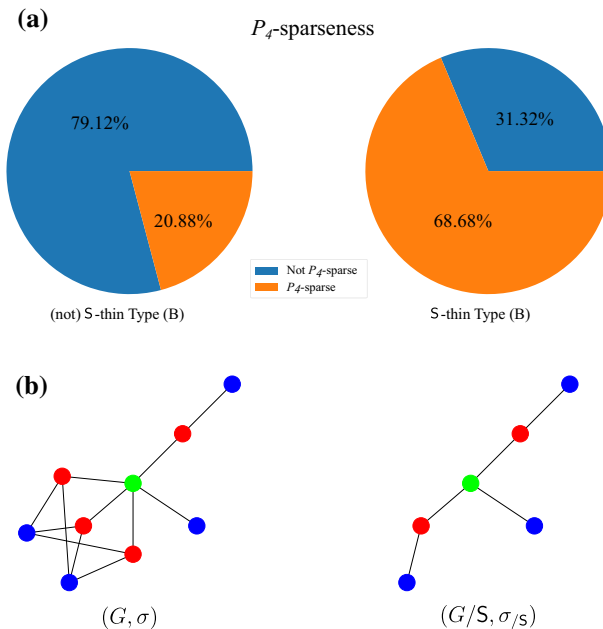 (a)
P₄-sparseness
79.12%
20.88%
31.32%
68.68%
Not P₄-sparse
P₄-sparse
(not) S-thin Type (B)
S-thin Type (B)
(b)
(G, σ)
(G/S, σ/S)